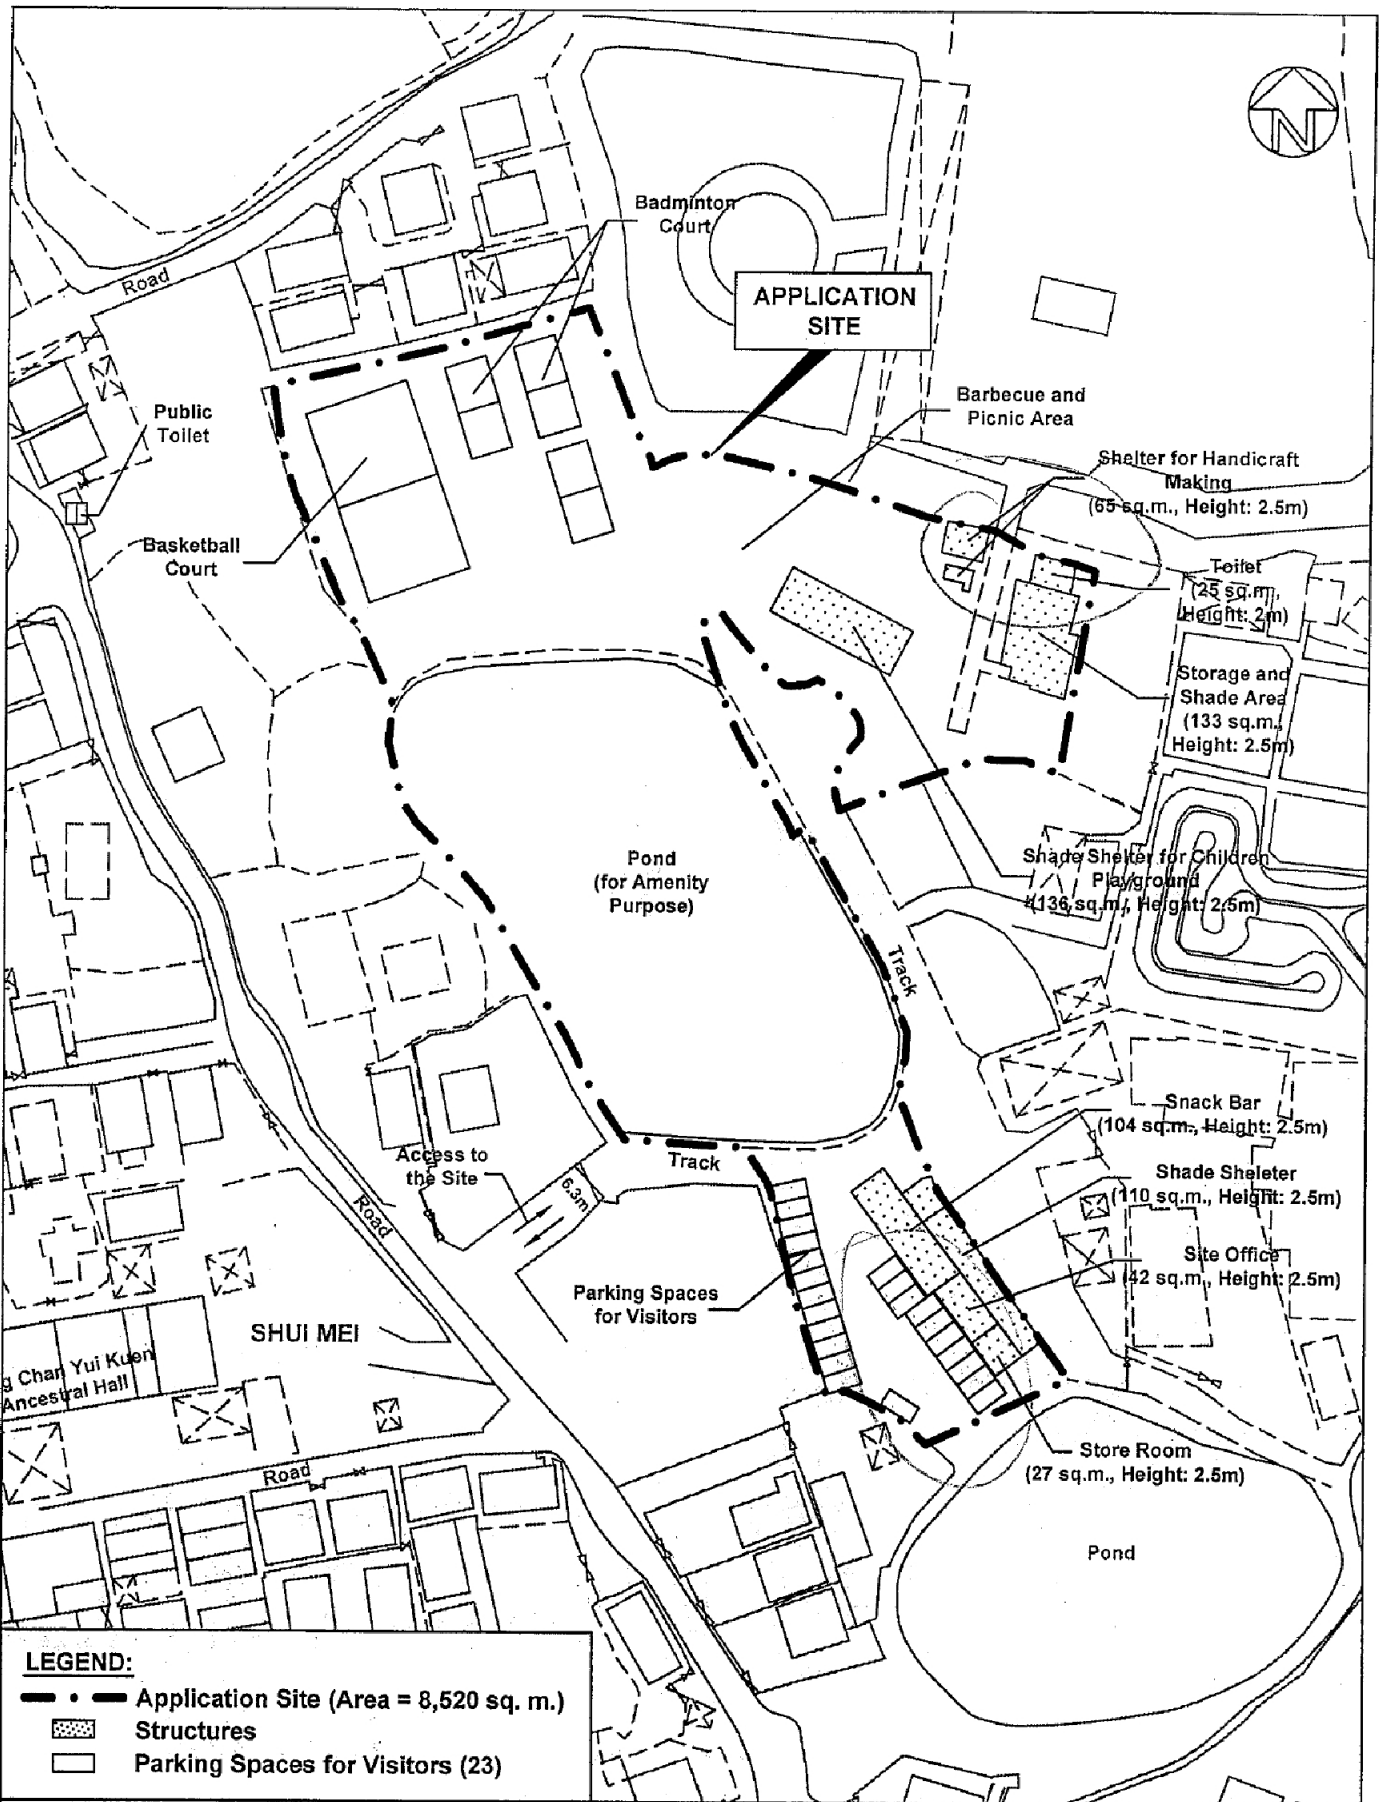 N
Badminton
Court
Road
APPLICATION
SITE
Barbecue and
Picnic Area
Public
Toilet
Shelter for Handicraft
Making
(65 sq.m., Height: 2.5m)
Basketball
Court
Toilet
(25 sq.m.,
Height: 2m)
Storage and
Shade Area
(133 sq.m.,
Height: 2.5m)
Pond
(for Amenity
Purpose)
Shade Shelter for Children
Playground
(136 sq.m., Height: 2.5m)
Track
Snack Bar
(104 sq.m., Height: 2.5m)
Access to
the Site
Track
6.3m
Shade Sheleter
(110 sq.m., Height: 2.5m)
Road
Site Office
(42 sq.m., Height: 2.5m)
Parking Spaces
for Visitors
SHUI MEI
g Chan Yui Kuen
Ancestral Hall
Store Room
(27 sq.m., Height: 2.5m)
Road
Pond
LEGEND:
Application Site (Area = 8,520 sq. m.)
Structures
Parking Spaces for Visitors (23)